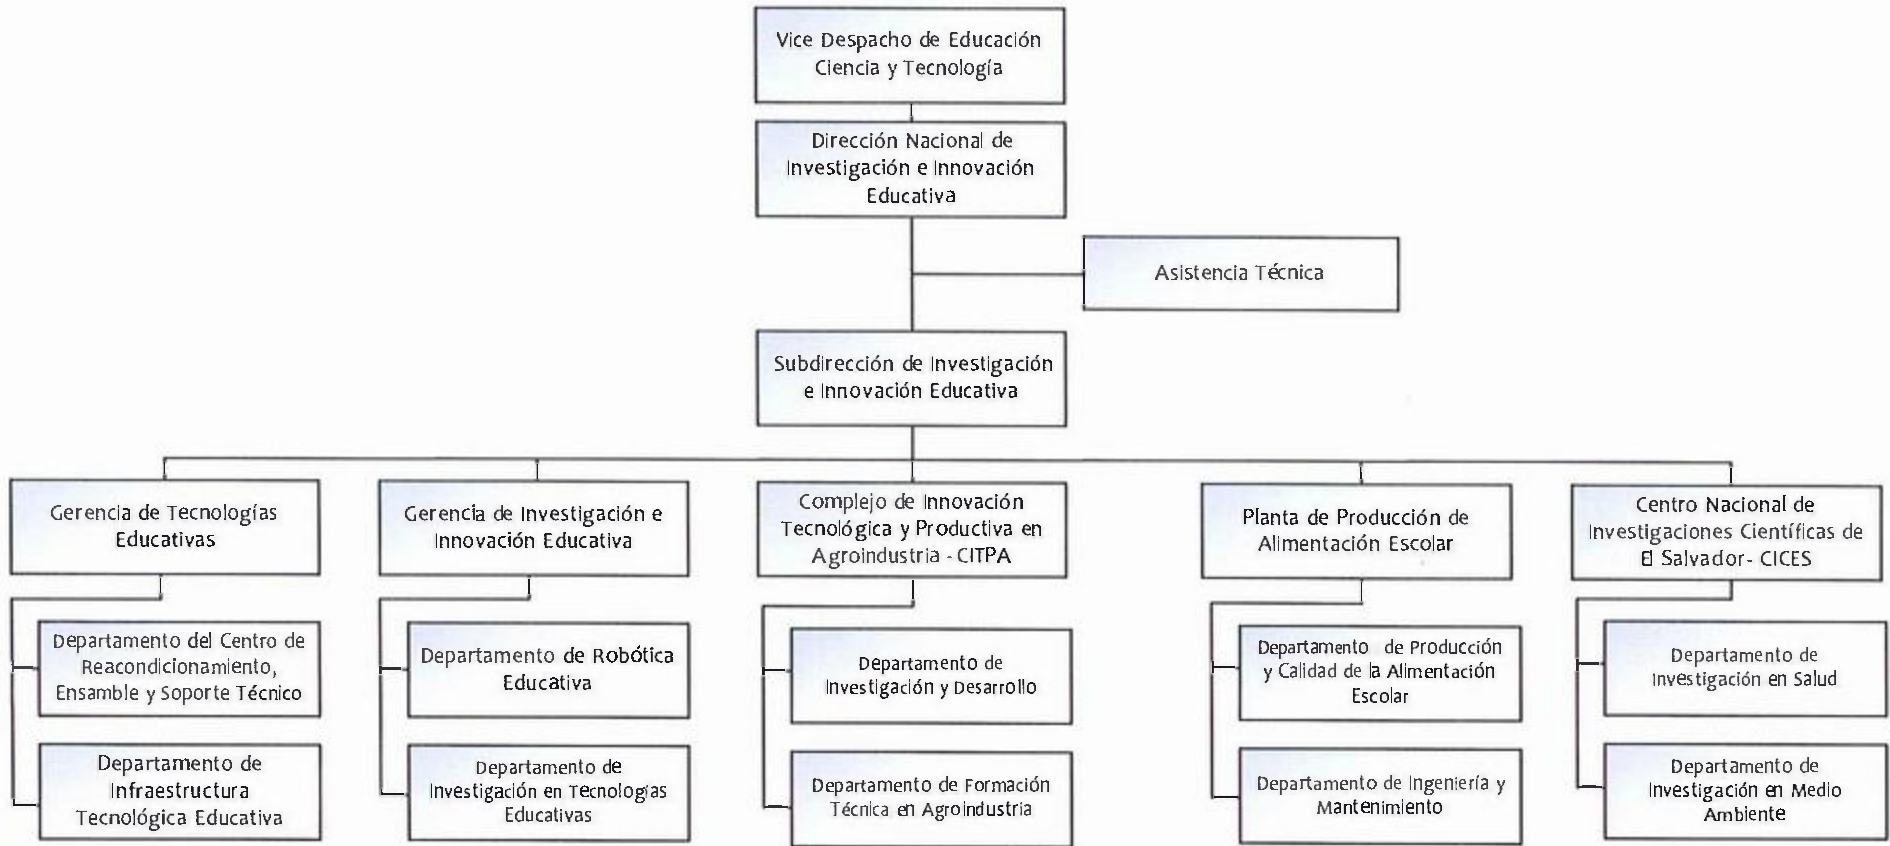 Vice Despacho de Educación
Ciencia y Tecnología
Dirección Nacional de
Investigación e Innovación
Educativa
Asistencia Técnica
Subdirección de Investigación
e Innovación Educativa
Gerencia de Tecnologías
Educativas
Departamento del Centro de
Reacondicionamiento,
Ensamble y Soporte Técnico
Departamento de
Infraestructura
Tecnológica Educativa
Gerencia de Investigación e
Innovación Educativa
Departamento de Robótica
Educativa
Departamento de
Investigación en Tecnologías
Educativas
Complejo de Innovación
Tecnológica y Productiva en
Agroindustria - CITPA
Departamento de
Investigación y Desarrollo
Departamento de Formación
Técnica en Agroindustria
Planta de Producción de
Alimentación Escolar
Departamento de Producción
y Calidad de la Alimentación
Escolar
Departamento de Ingeniería y
Mantenimiento
Centro Nacional de
Investigaciones Científicas de
El Salvador- CICES
Departamento de
Investigación en Salud
Departamento de
Investigación en Medio
Ambiente